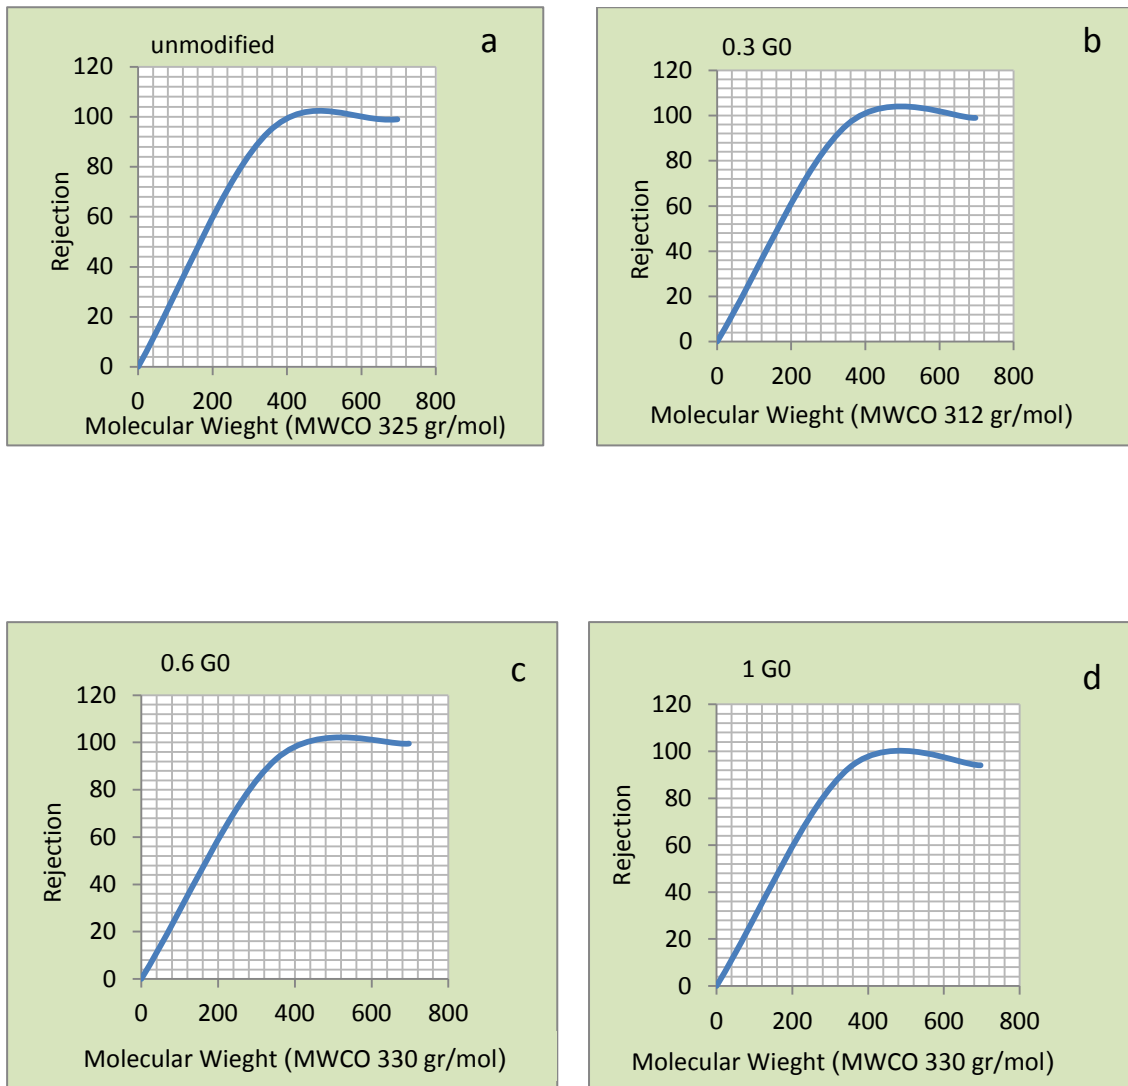 unmodified
a
120
100
80
60
40
20
0
Rejection
0 200 400 600 800
Molecular Wieght (MWCO 325 gr/mol)
0.3 G0
b
120
100
80
60
40
20
0
Rejection
0 200 400 600 800
Molecular Wieght (MWCO 312 gr/mol)
0.6 G0
c
120
100
80
60
40
20
0
Rejection
0 200 400 600 800
Molecular Wieght (MWCO 330 gr/mol)
1 G0
d
120
100
80
60
40
20
0
Rejection
0 200 400 600 800
Molecular Wieght (MWCO 330 gr/mol)